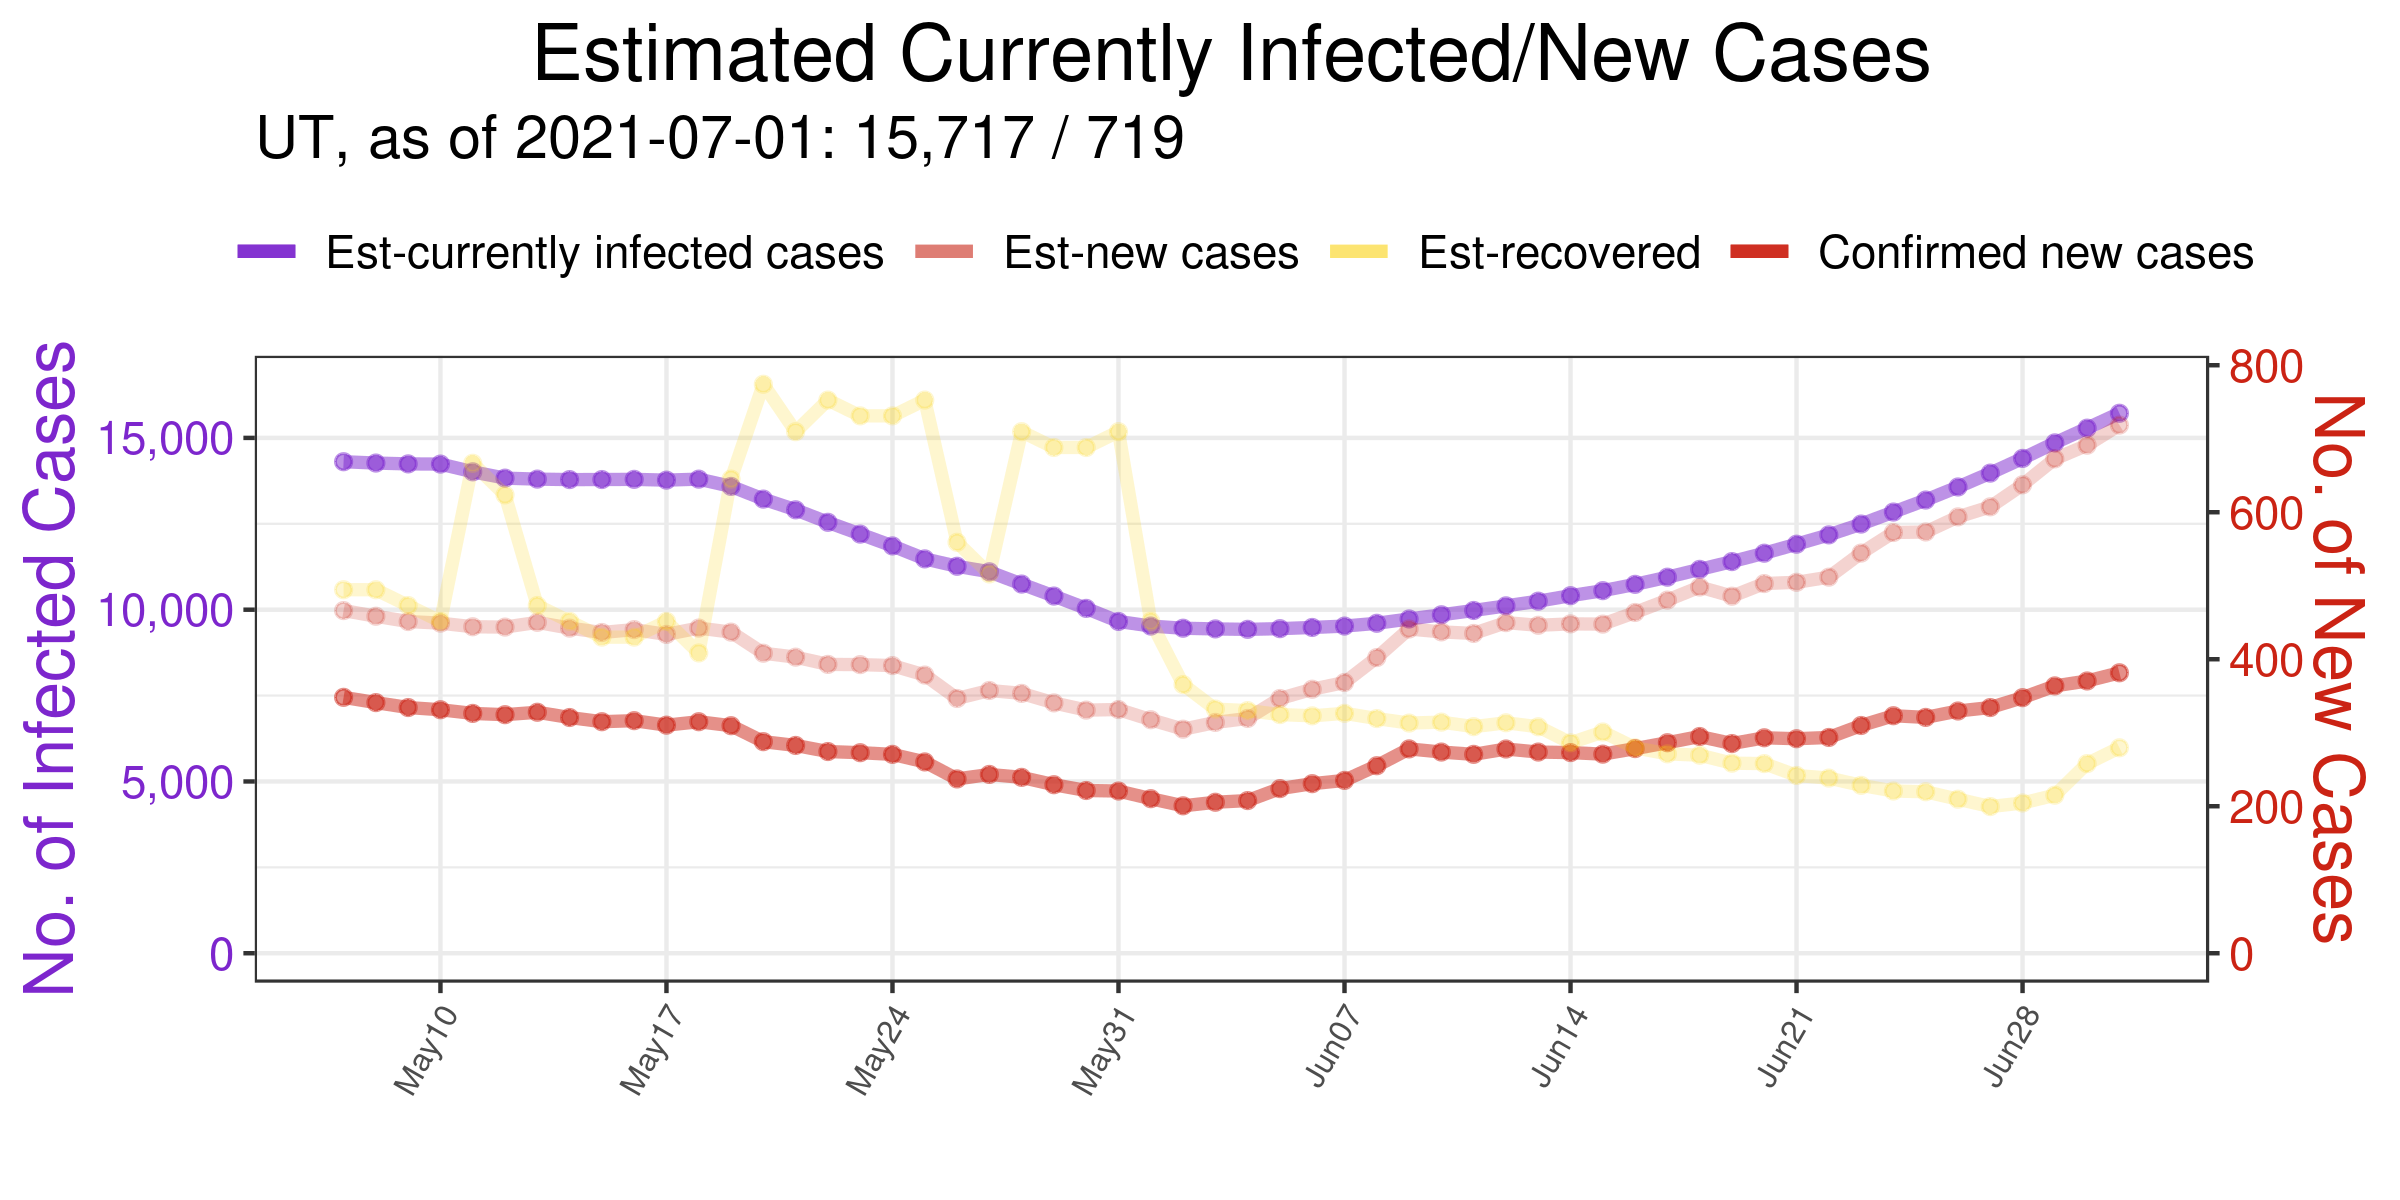 Estimated Currently Infected/New Cases
UT, as of 2021-07-01: 15,717 / 719
Est-currently infected cases Est-new cases Est-recovered Confirmed new cases
No. of Infected Cases
15,000
10,000
5,000
0
800
600
400
200
0
No. of New Cases
May10 May17 May24 May31 Jun07 Jun14 Jun21 Jun28